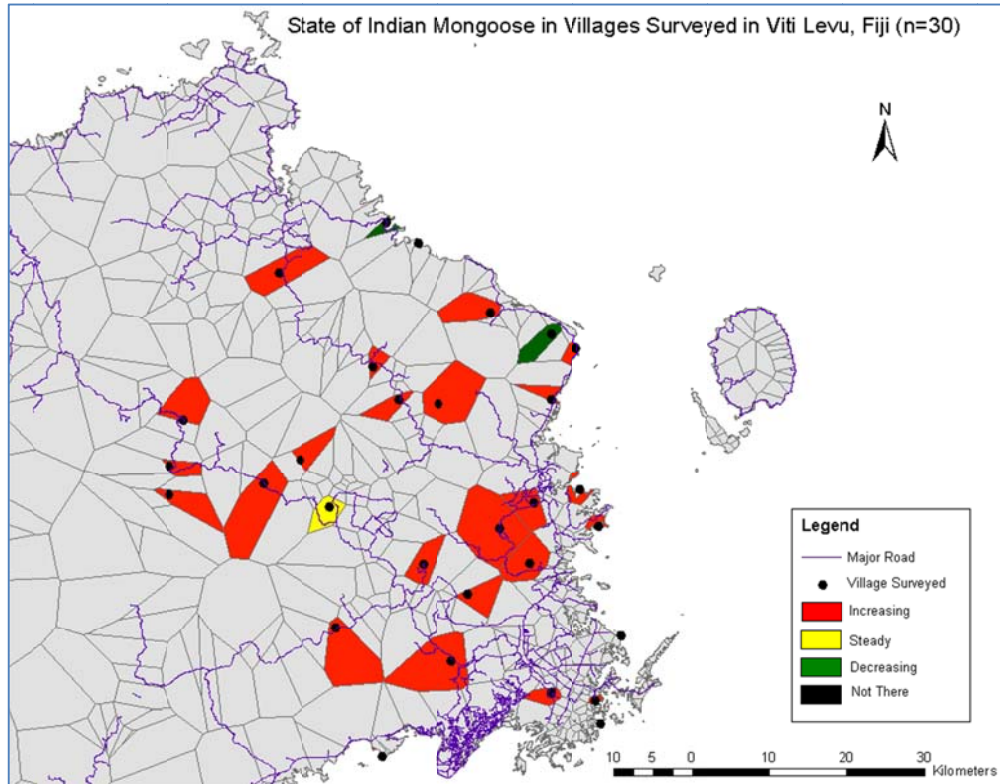 State of Indian Mongoose in Villages Surveyed in Viti Levu, Fiji (n=30)
N
Legend
Major Road
Village Surveyed
Increasing
Steady
Decreasing
Not There
10 5 0 10 20 30
Kilometers